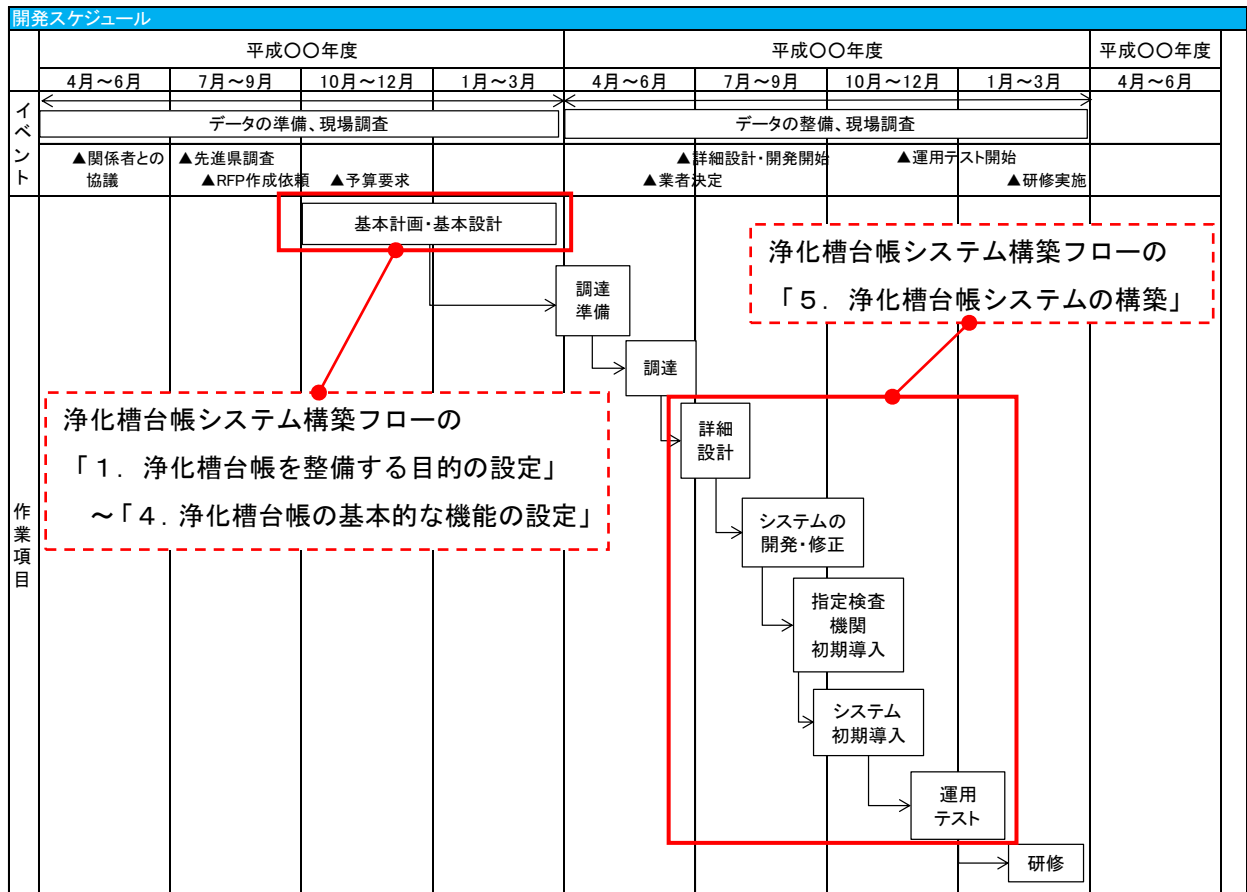 開発スケジュール
平成〇〇年度 平成〇〇年度 平成〇〇年度
4月～6月 7月～9月 10月～12月 1月～3月 4月～6月 7月～9月 10月～12月 1月～3月 4月～6月
イベント
データの準備、現場調査 データの整備、現場調査
▲関係者との協議
▲先進県調査
▲RFP作成依頼
▲予算要求
▲詳細設計・開発開始
▲業者決定
▲運用テスト開始
▲研修実施
作業項目
基本計画・基本設計
浄化槽台帳システム構築フローの
「５．浄化槽台帳システムの構築」
調達
準備
調達
浄化槽台帳システム構築フローの
「１．浄化槽台帳を整備する目的の設定」
～「４．浄化槽台帳の基本的な機能の設定」
詳細
設計
システムの
開発・修正
指定検査
機関
初期導入
システム
初期導入
運用
テスト
研修